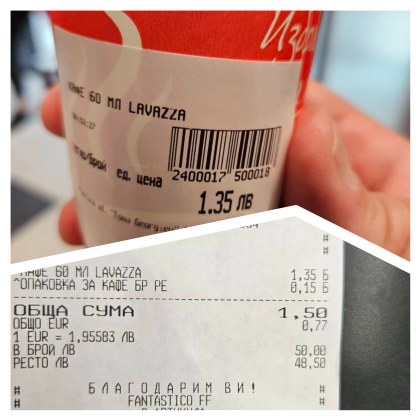 КАФЕ 60 МЛ LAVAZZA
ед. цена
2400017 500018
1.35 ЛВ
#
#
КАФЕ 60 МЛ LAVAZZA 1,35 Б
^ОПАКОВКА ЗА КАФЕ БР РЕ 0,15 Б
ОБЩА СУМА 1,50
ОБЩО EUR 0,77
1 EUR = 1,95583 ЛВ
В БРОЙ ЛВ 50,00
РЕСТО ЛВ 48,50
# БЛАГОДАРИМ ВИ! #
# FANTASTICO FF #